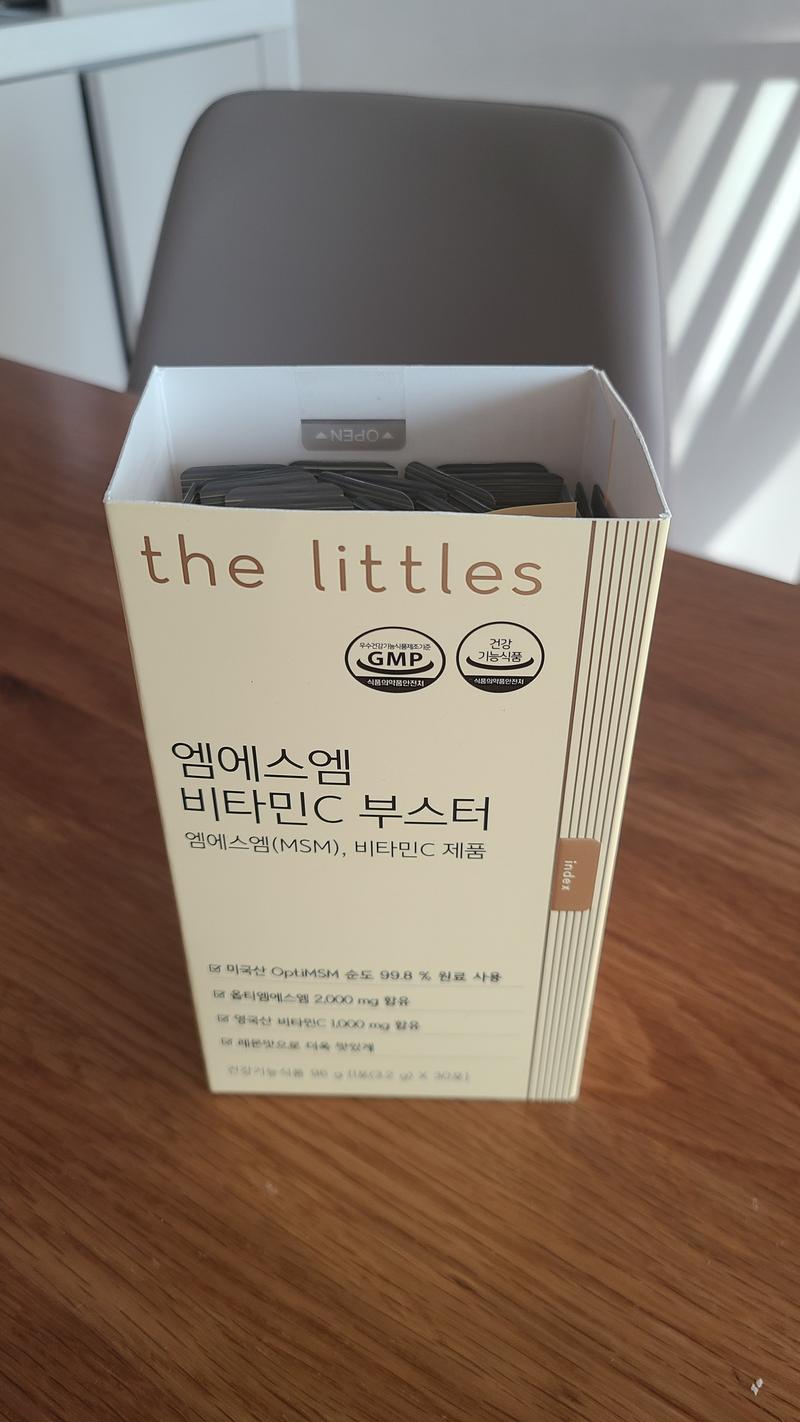 OPEN
the littles
우수건강기능식품제조기준
GMP
식품의약품안전처
건강
기능식품
식품의약품안전처
엠에스엠
비타민C 부스터
엠에스엠(MSM), 비타민C 제품
index
☑ 미국산 OptiMSM 순도 99.8 % 원료 사용
☑ 옵티엠에스엠 2,000 mg 함유
☑ 영국산 비타민C 1,000 mg 함유
☑ 레몬맛으로 더욱 맛있게
건강기능식품 96 g [1포(3.2 g) X 30포]